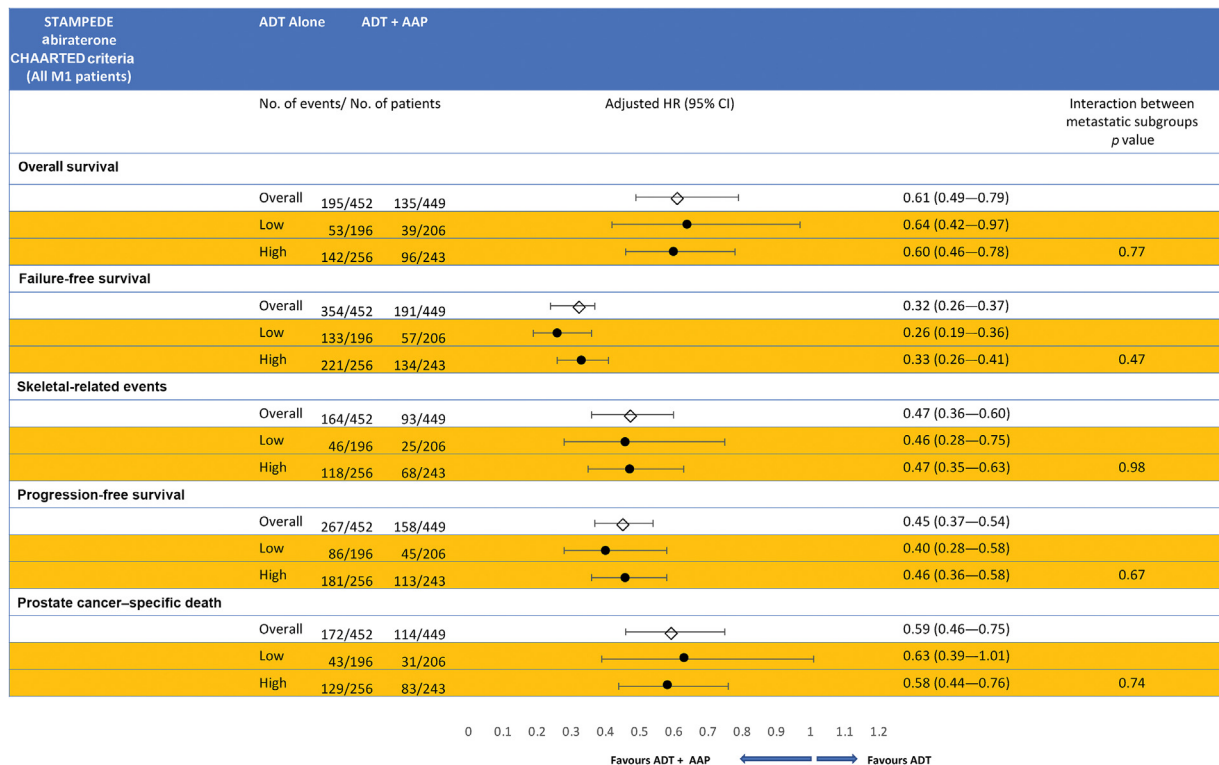 STAMPEDE abiraterone CHAARTED criteria (All M1 patients) ADT Alone ADT + AAP
No. of events/ No. of patients Adjusted HR (95% CI) Interaction between metastatic subgroups p value
Overall survival
Overall 195/452 135/449 0.61 (0.49—0.79)
Low 53/196 39/206 0.64 (0.42—0.97)
High 142/256 96/243 0.60 (0.46—0.78) 0.77
Failure-free survival
Overall 354/452 191/449 0.32 (0.26—0.37)
Low 133/196 57/206 0.26 (0.19—0.36)
High 221/256 134/243 0.33 (0.26—0.41) 0.47
Skeletal-related events
Overall 164/452 93/449 0.47 (0.36—0.60)
Low 46/196 25/206 0.46 (0.28—0.75)
High 118/256 68/243 0.47 (0.35—0.63) 0.98
Progression-free survival
Overall 267/452 158/449 0.45 (0.37—0.54)
Low 86/196 45/206 0.40 (0.28—0.58)
High 181/256 113/243 0.46 (0.36—0.58) 0.67
Prostate cancer–specific death
Overall 172/452 114/449 0.59 (0.46—0.75)
Low 43/196 31/206 0.63 (0.39—1.01)
High 129/256 83/243 0.58 (0.44—0.76) 0.74
0 0.1 0.2 0.3 0.4 0.5 0.6 0.7 0.8 0.9 1 1.1 1.2
Favours ADT + AAP Favours ADT